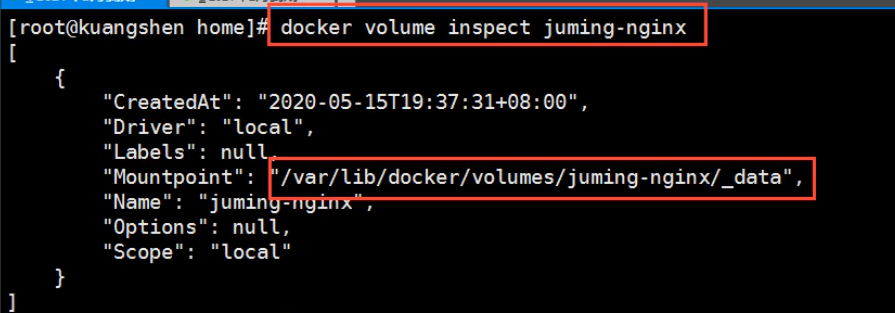 [root@kuangshen home]# docker volume inspect juming-nginx
[
    {
        "CreatedAt": "2020-05-15T19:37:31+08:00",
        "Driver": "local",
        "Labels": null,
        "Mountpoint": "/var/lib/docker/volumes/juming-nginx/_data",
        "Name": "juming-nginx",
        "Options": null,
        "Scope": "local"
    }
]